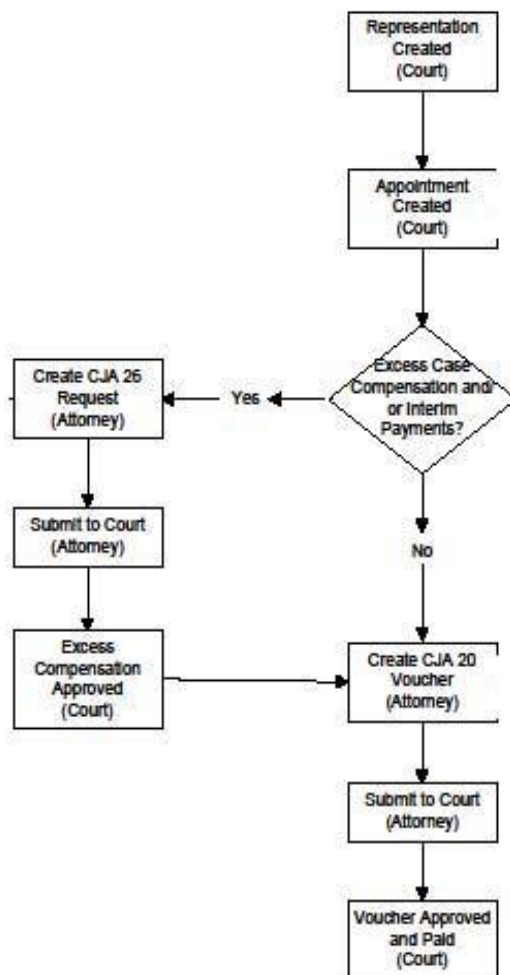 Representation
Created
(Court)
Appointment
Created
(Court)
Excess Case
Compensation and/
or Interim
Payments?
Yes
Create CJA 26
Request
(Attorney)
Submit to Court
(Attorney)
Excess
Compensation
Approved
(Court)
No
Create CJA 20
Voucher
(Attorney)
Submit to Court
(Attorney)
Voucher Approved
and Paid
(Court)